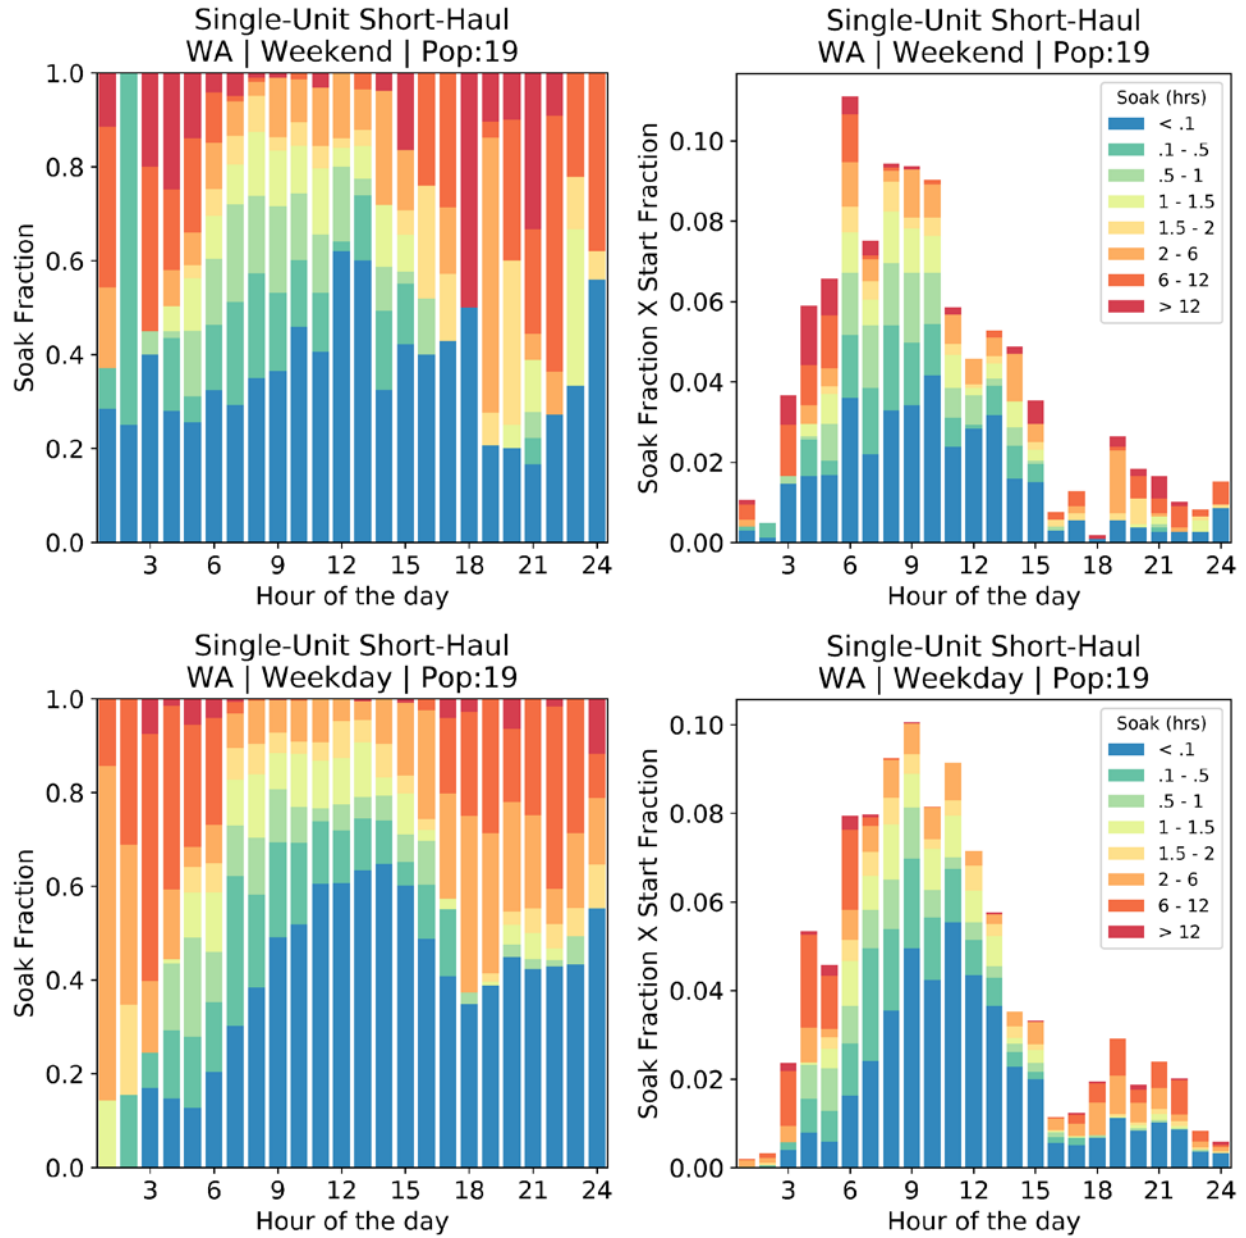 Single-Unit Short-Haul
WA | Weekend | Pop:19
1.0
0.8
0.6
0.4
0.2
0.0
Soak Fraction
3 6 9 12 15 18 21 24
Hour of the day
Single-Unit Short-Haul
WA | Weekend | Pop:19
0.10
0.08
0.06
0.04
0.02
0.00
Soak Fraction X Start Fraction
Soak (hrs)
< .1
.1 - .5
.5 - 1
1 - 1.5
1.5 - 2
2 - 6
6 - 12
> 12
3 6 9 12 15 18 21 24
Hour of the day
Single-Unit Short-Haul
WA | Weekday | Pop:19
1.0
0.8
0.6
0.4
0.2
0.0
Soak Fraction
3 6 9 12 15 18 21 24
Hour of the day
Single-Unit Short-Haul
WA | Weekday | Pop:19
0.10
0.08
0.06
0.04
0.02
0.00
Soak Fraction X Start Fraction
Soak (hrs)
< .1
.1 - .5
.5 - 1
1 - 1.5
1.5 - 2
2 - 6
6 - 12
> 12
3 6 9 12 15 18 21 24
Hour of the day